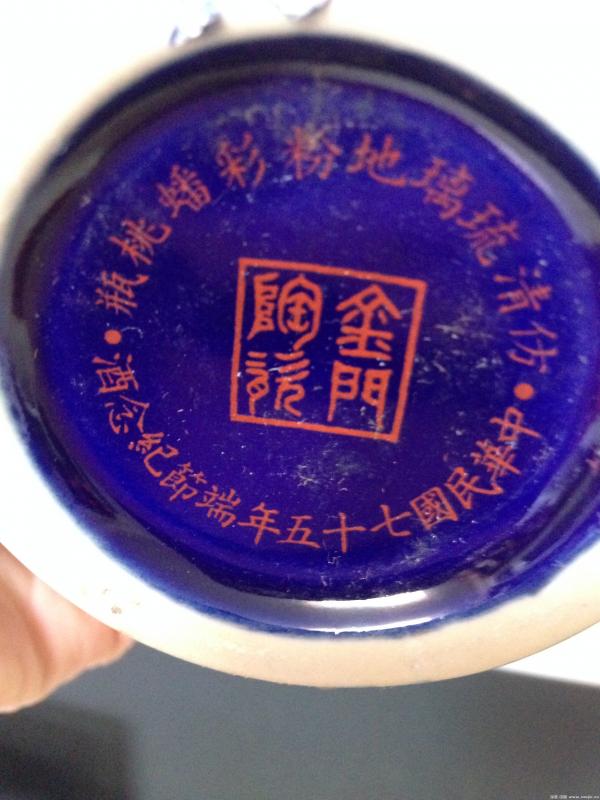 仿清琉璃地粉彩蟠桃瓶
金門
陶瓷
中華民國七十五年端節紀念酒